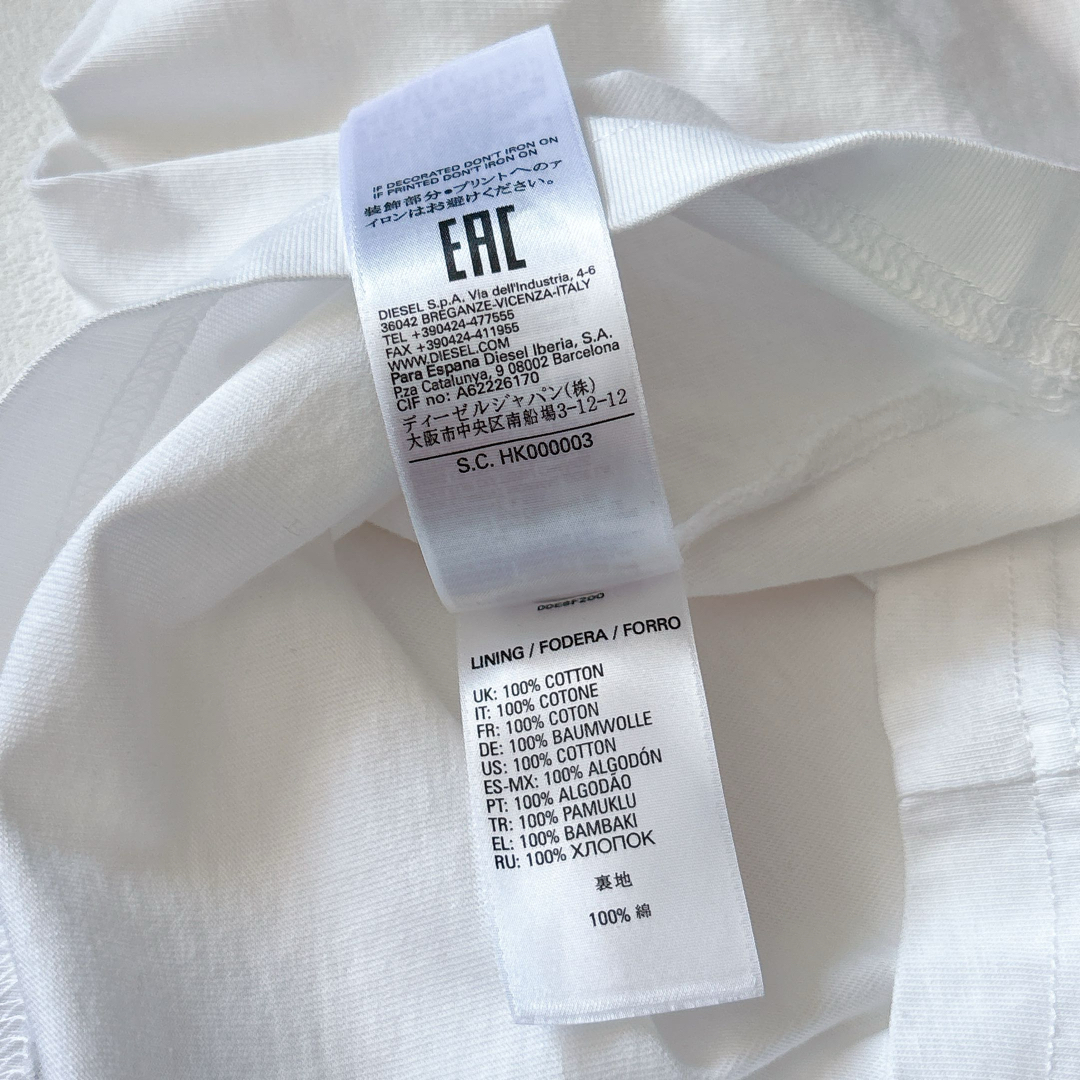 IF DECORATED DON'T IRON ON
IF PRINTED DON'T IRON ON
装飾部分•プリントへのア
イロンはお避けください。
EAC
DIESEL S.p.A. Via dell'Industria, 4-6
36042 BREGANZE-VICENZA-ITALY
TEL +390424-477555
FAX +390424-411955
WWW.DIESEL.COM
Para Espana Diesel Iberia, S.A.
P.za Catalunya, 9 08002 Barcelona
CIF no: A62226170
ディーゼルジャパン(株)
大阪市中央区南船場3-12-12
S.C. HK000003
LINING / FODERA / FORRO
UK: 100% COTTON
IT: 100% COTONE
FR: 100% COTON
DE: 100% BAUMWOLLE
US: 100% COTTON
ES-MX: 100% ALGODÓN
PT: 100% ALGODÃO
TR: 100% PAMUKLU
EL: 100% BAMBAKI
RU: 100% ХЛОПОК
裏地
100% 綿